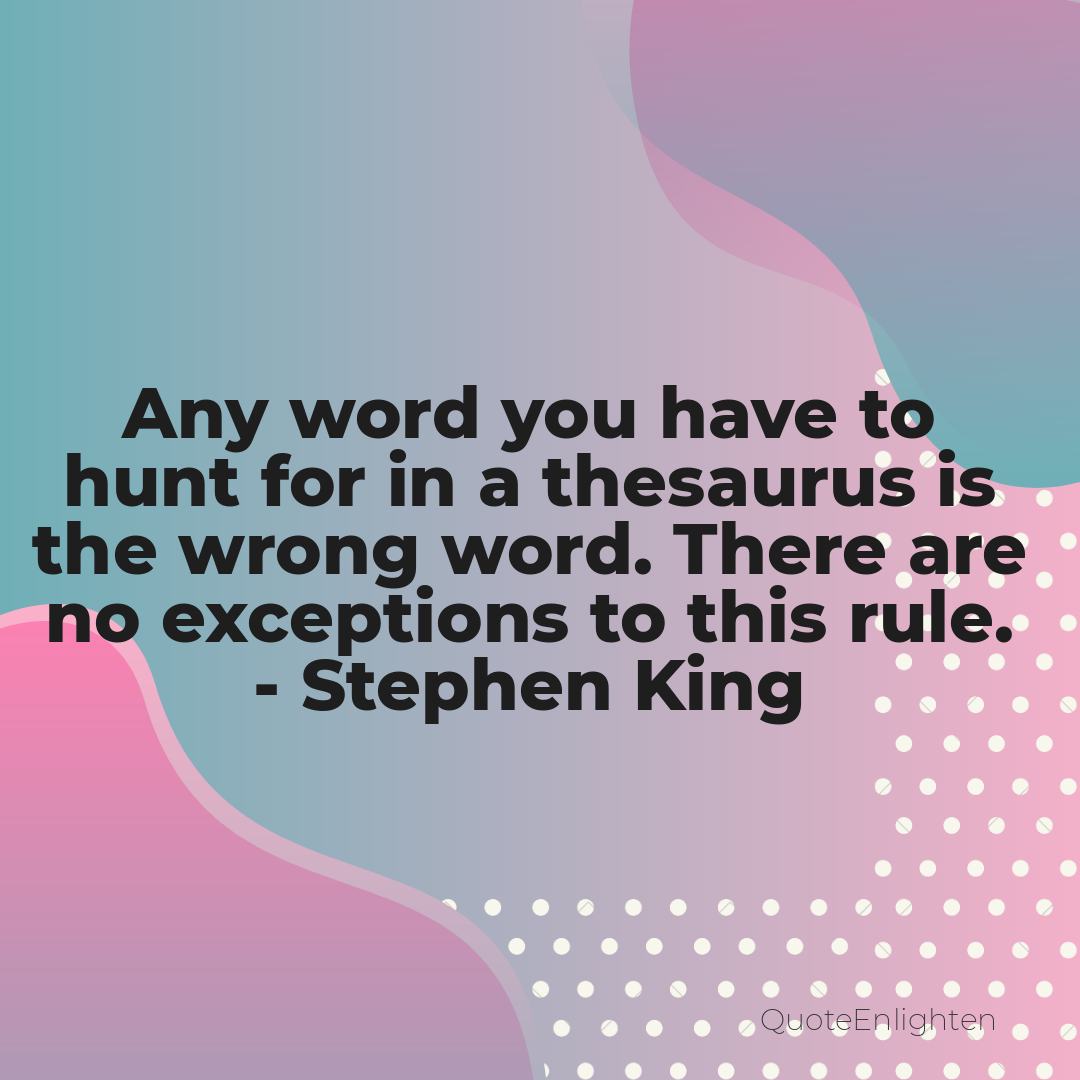 Any word you have to
hunt for in a thesaurus is
the wrong word. There are
no exceptions to this rule.
- Stephen King
QuoteEnlighten